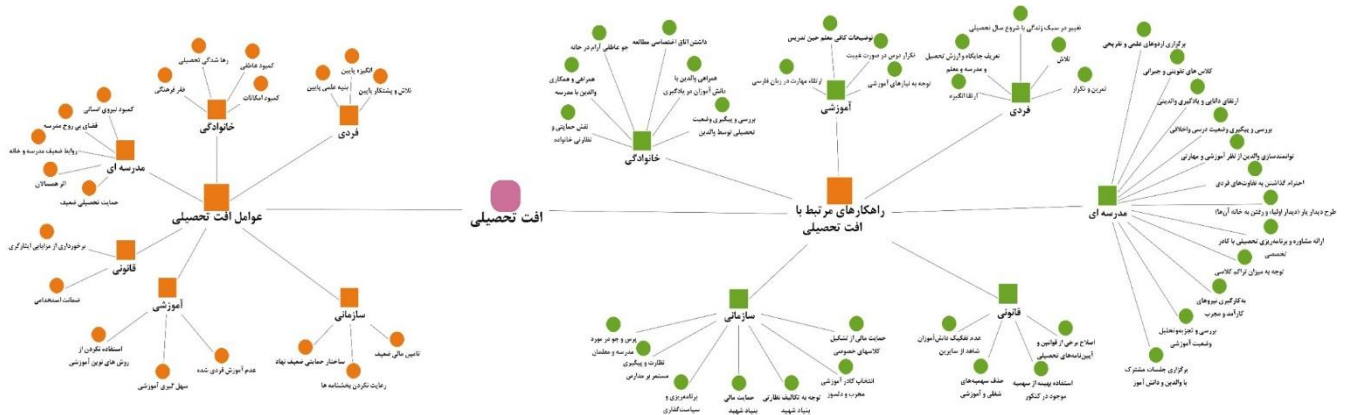 افت تحصیلی
راهکارهای مرتبط با
افت تحصیلی
فردی
تغییر در سبک زندگی با شروع سال تحصیلی
تعریف جایگاه و ارزش تحصیل
و مدرسه و معلم
تلاش
ارتقا انگیزه
تمرین و تکرار
آموزشی
توضیحات کافی معلم حین تدریس
تکرار دوس در صورت غیبت
ارتقاء مهارت در زبان فارسی
توجه به نیازهای آموزشی
خانوادگی
داشتن اتاق اختصاصی مطالعه
جو عاطفی آرام در خانه
همراهی والدین با
دانش آموزان در یادگیری
همراهی و همکاری
والدین با مدرسه
بررسی و پیگیری وضعیت
تحصیلی توسط والدین
نقش حمایتی و
نظارتی خانواده
مدرسه ای
برگزاری اردوهای علمی و تفریحی
کلاس های تقویتی و جبرانی
ارتقای دانایی و یادگیری والدینی
بررسی و پیگیری وضعیت درسی واخلاقی
توانمندسازی والدین از نظر آموزشی و مهارتی
احترام گذاشتن به تفاوت‌های فردی
طرح دیدار یار (دیدار اولیاء و رفتن به خانه آن‌ها)
ارائه مشاوره و برنامه‌ریزی تحصیلی با کادر
تخصصی
توجه به میزان تراکم کلاسی
به‌کارگیری نیروهای
کارآمد و مجرب
بررسی و تجزیه‌وتحلیل
وضعیت آموزشی
برگزاری جلسات مشترک
با والدین و دانش آموز
قانونی
عدم تفکیک دانش‌آموزان
شاهد از سایرین
اصلاح برخی از قوانین و
آیین‌نامه‌های تحصیلی
حذف سهمیه‌های
شغلی و آموزشی
استفاده بهینه از سهمیه
موجود در کنکور
سازمانی
پرس و جو در مورد
مدرسه و معلمان
نظارت و پیگیری
مستمر بر مدارس
برنامه‌ریزی و
سیاست‌گذاری
حمایت مالی
بنیاد شهید
توجه به تکالیف نظارتی
بنیاد شهید
انتخاب کادر آموزشی
مجرب و دلسوز
حمایت مالی از تشکیل
کلاسهای خصوصی
عوامل افت تحصیلی
فردی
انگیزه پایین
بنیه علمی پایین
تلاش و پشتکار پایین
خانوادگی
رها شدگی تحصیلی
کمبود عاطفی
فقر فرهنگی
کمبود امکانات
مدرسه ای
کمبود نیروی انسانی
فضای بی روح مدرسه
روابط ضعیف مدرسه و خانه
اثر همسالان
حمایت تحصیلی ضعیف
قانونی
برخورداری از مزایایی ایثارگری
ضمانت استخدامی
آموزشی
استفاده نکردن از
روش های نوین آموزشی
سهل گیری آموزشی
عدم آموزش فردی شده
سازمانی
تامین مالی ضعیف
ساختار حمایتی ضعیف نهاد
رعایت نکردن بخشنامه ها